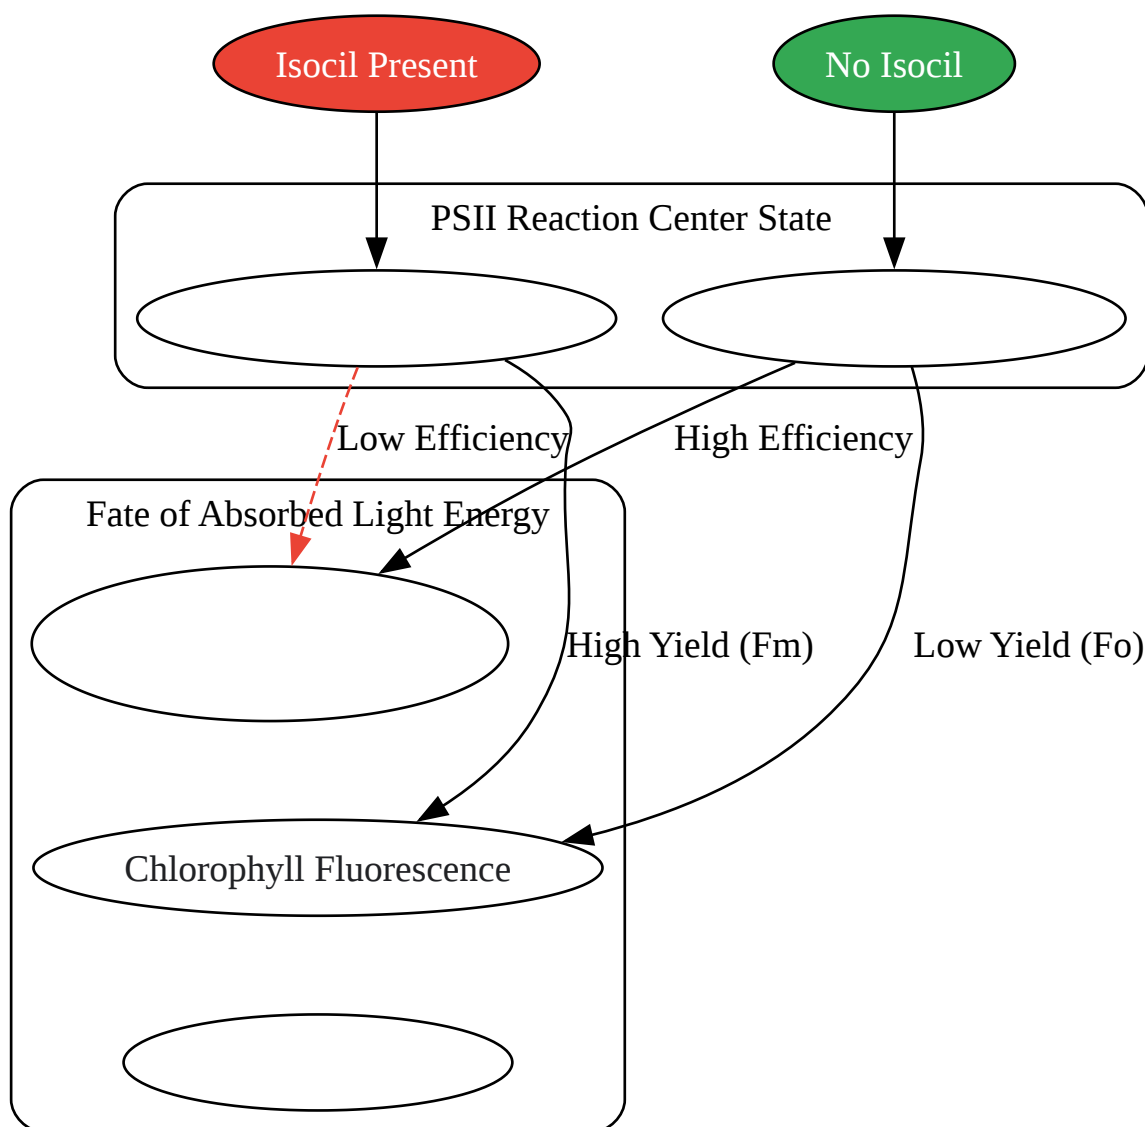 Isocil Present
No Isocil
PSII Reaction Center State
Low Efficiency
High Efficiency
Fate of Absorbed Light Energy
High Yield (Fm)
Low Yield (Fo)
Chlorophyll Fluorescence